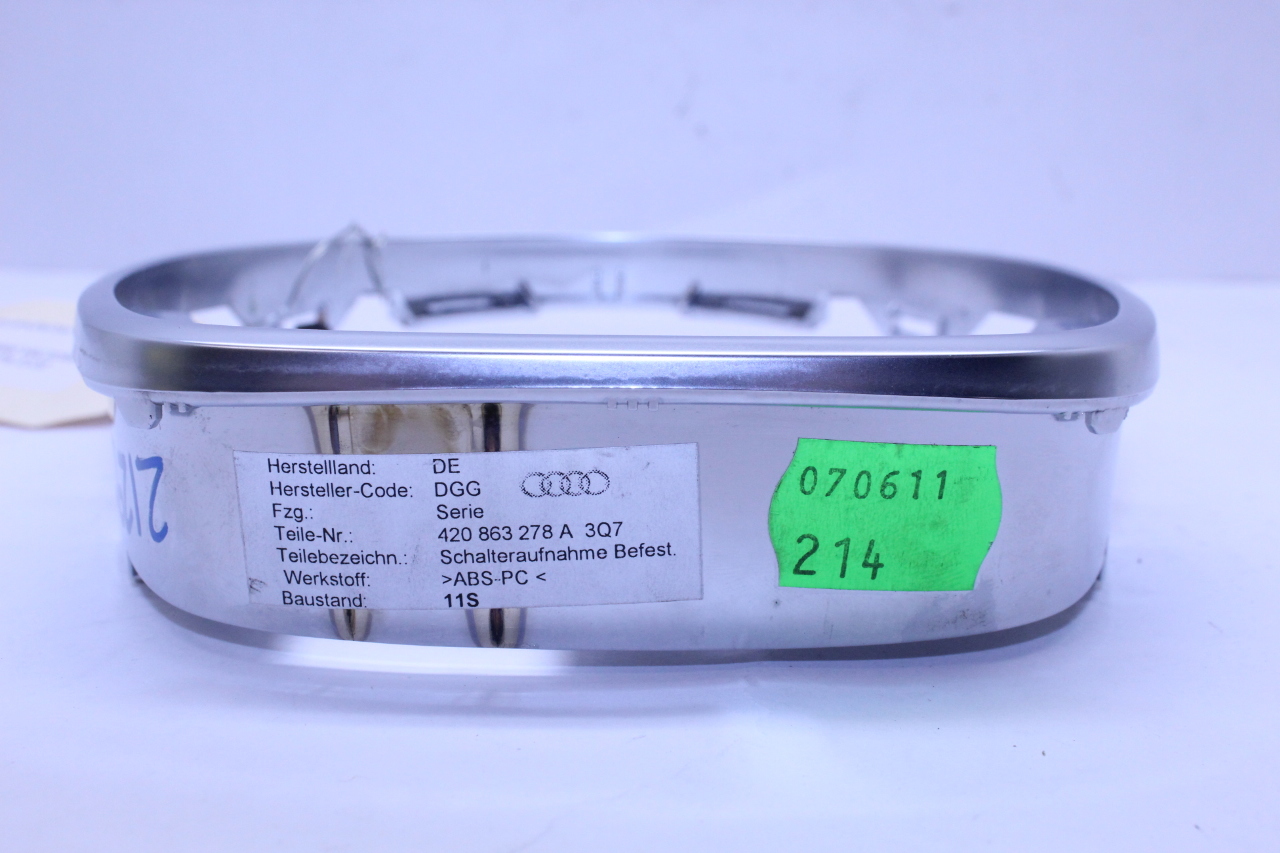 Herstellland: DE
Hersteller-Code: DGG
Fzg.: Serie
Teile-Nr.: 420 863 278 A 3Q7
Teilebezeichn.: Schalteraufnahme Befest.
Werkstoff: >ABS-PC <
Baustand: 11S
070611
214